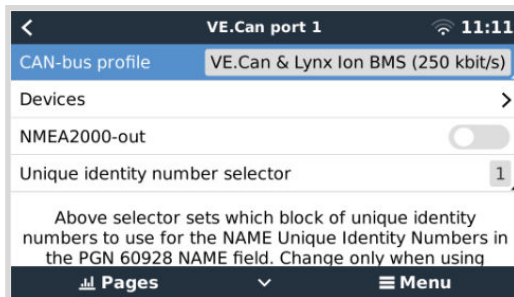 VE.Can port 1 11:11
CAN-bus profile VE.Can & Lynx Ion BMS (250 kbit/s)
Devices
NMEA2000-out
Unique identity number selector 1
Above selector sets which block of unique identity
numbers to use for the NAME Unique Identity Numbers in
the PGN 60928 NAME field. Change only when using
Pages Menu